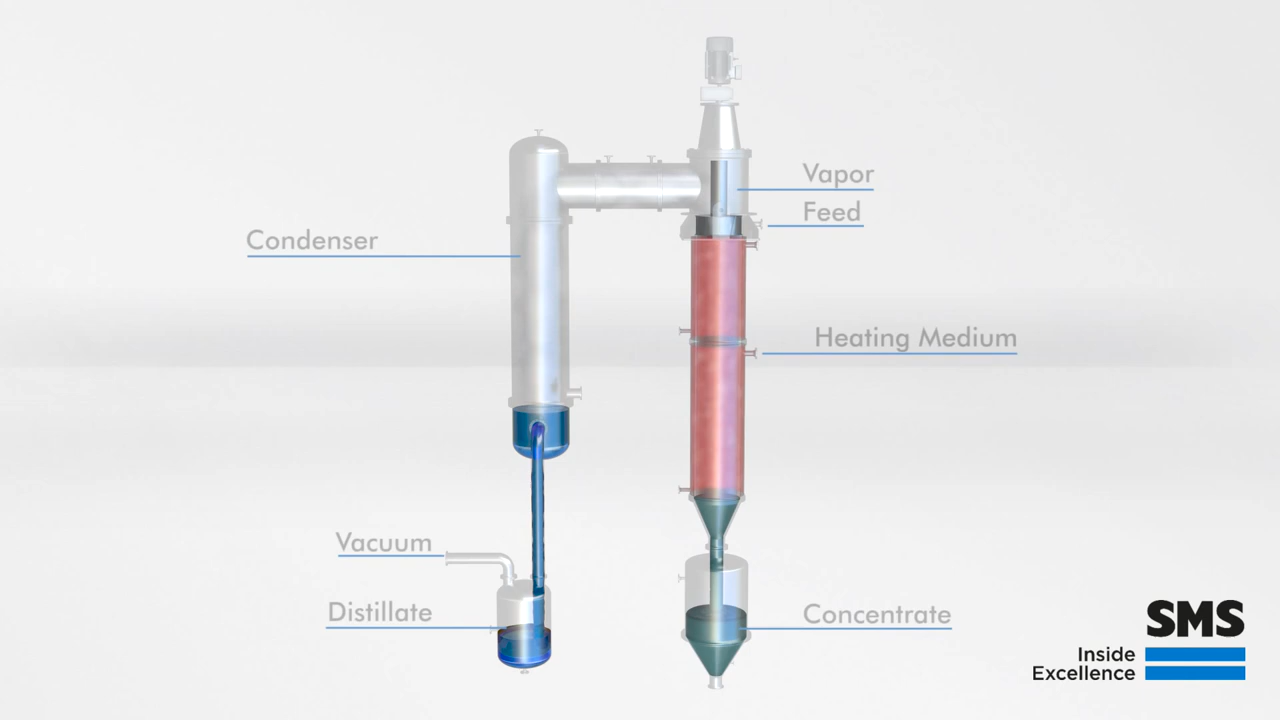 Vapor
Feed
Condenser
Heating Medium
Vacuum
Distillate
Concentrate
SMS
Inside
Excellence